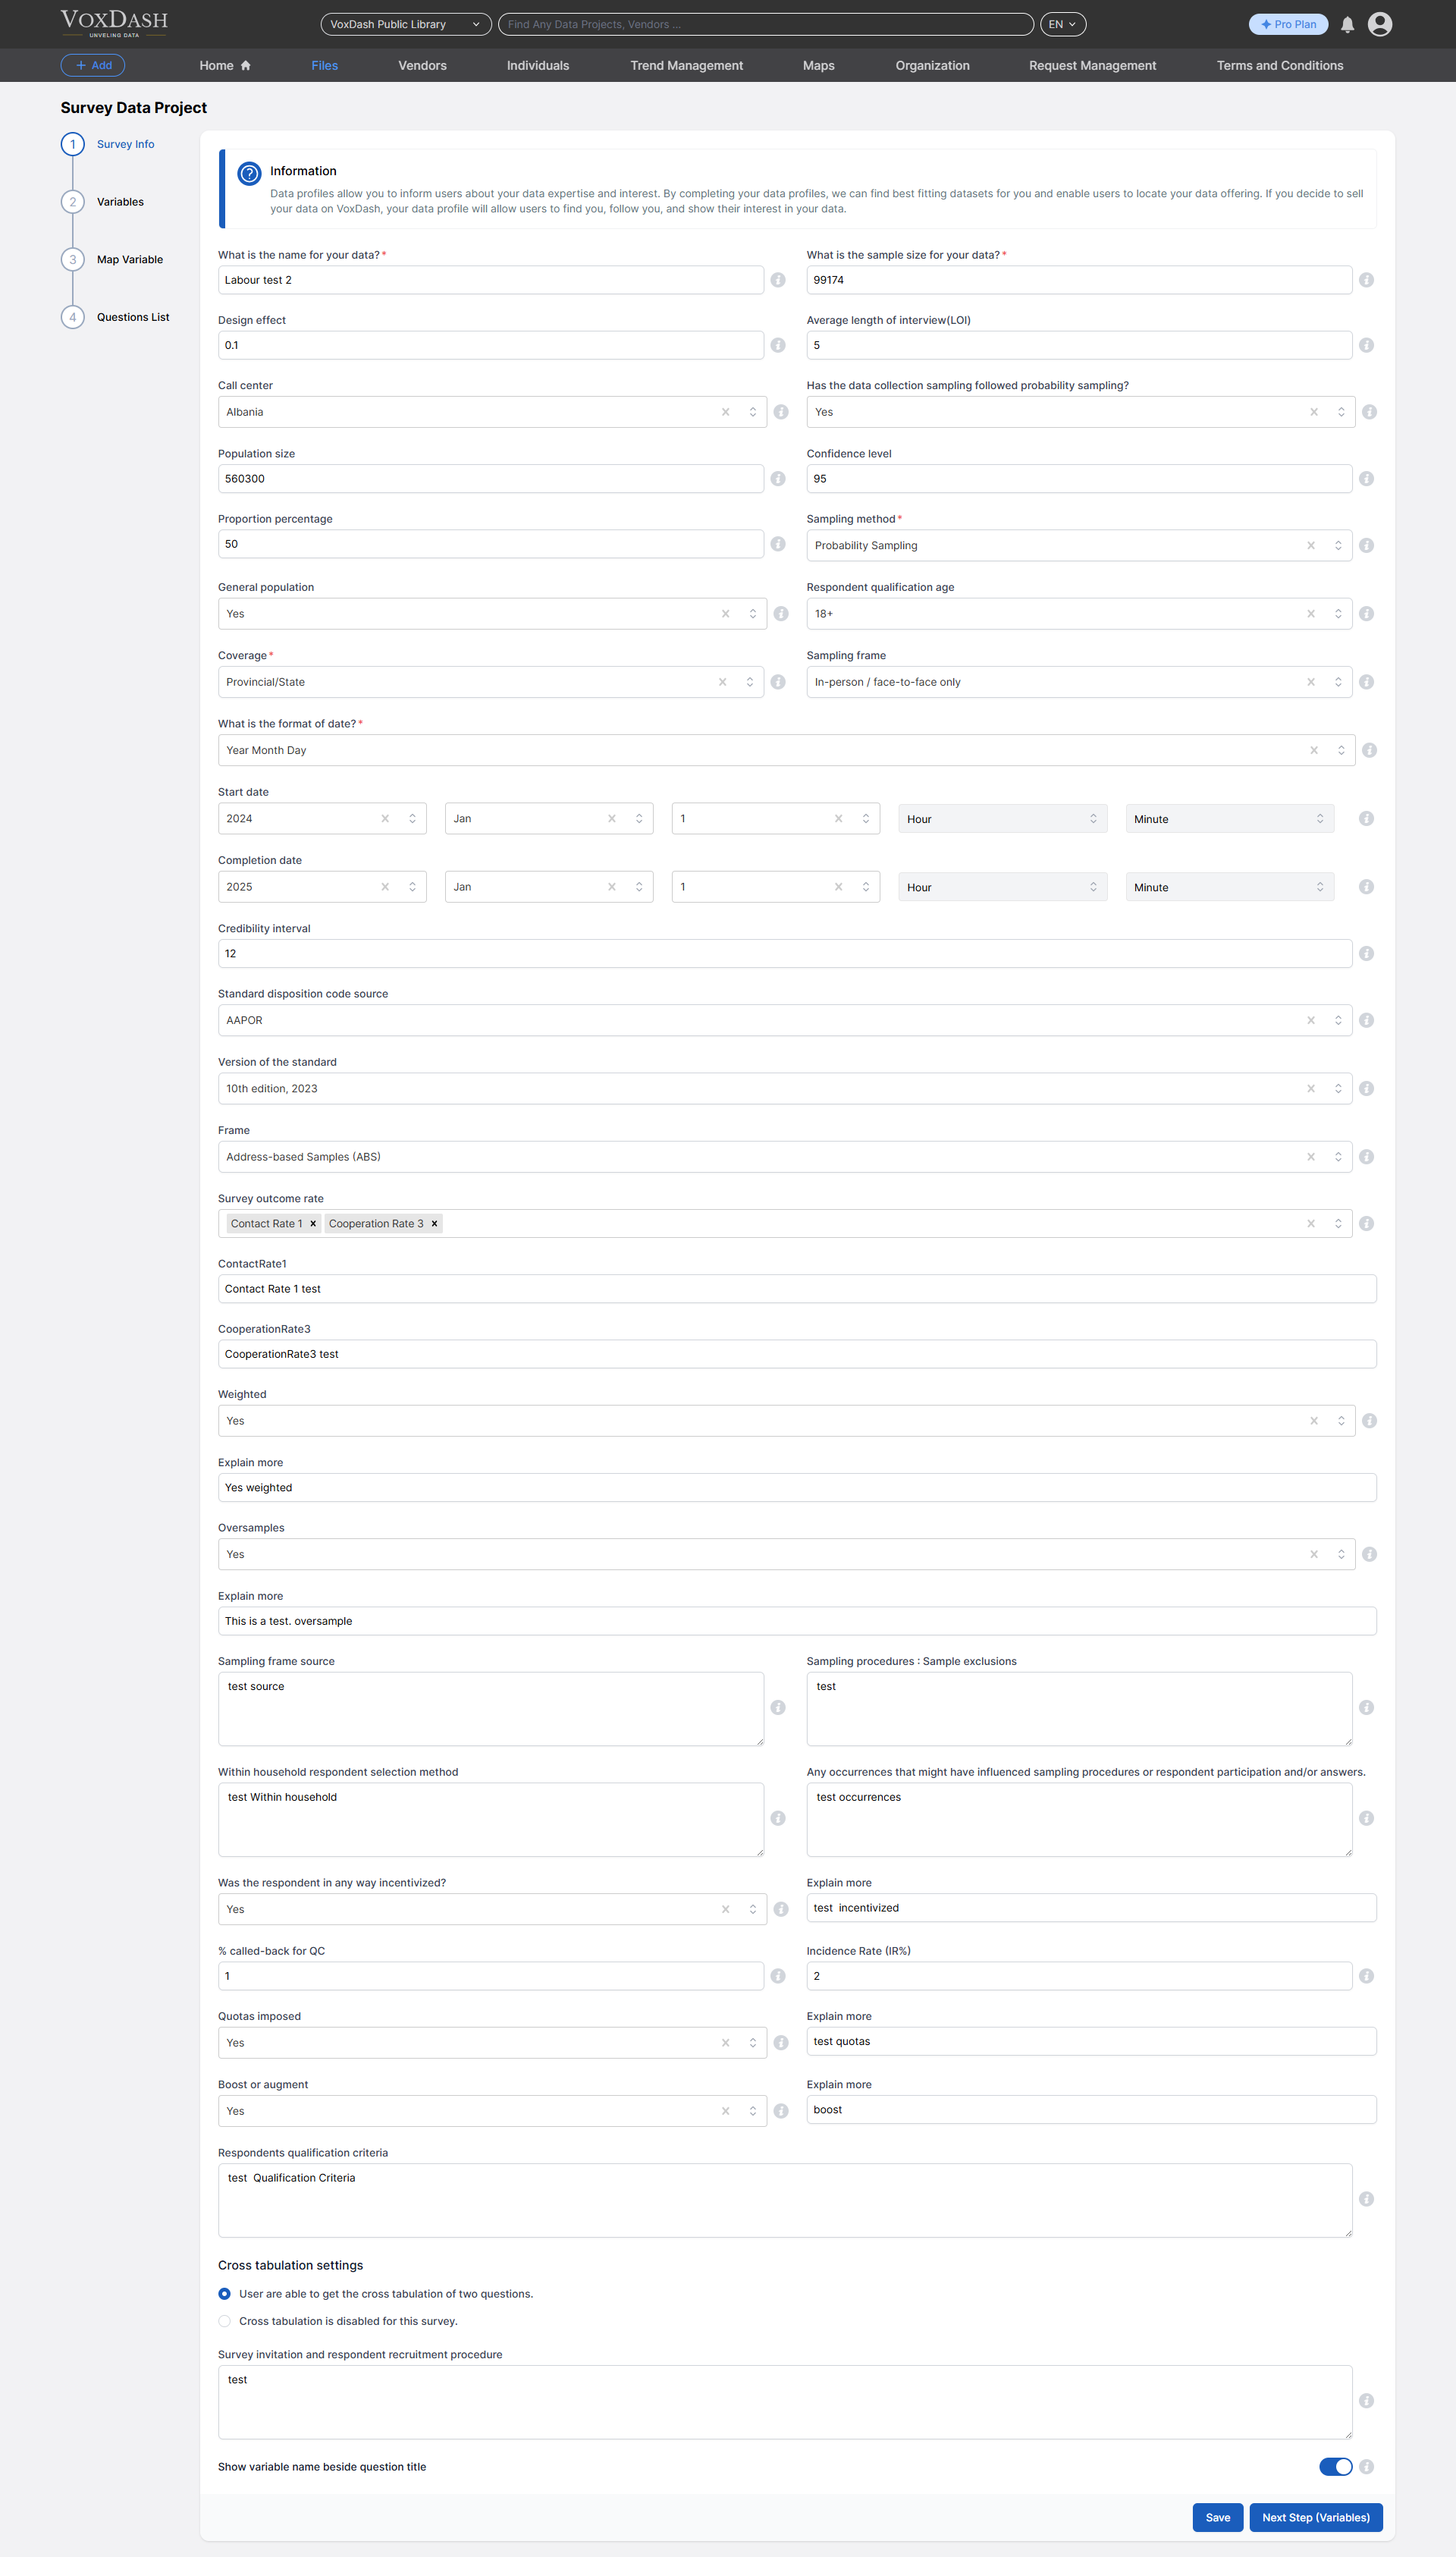 VOXDASH
UNVELING DATA
VoxDash Public Library
Find Any Data Projects, Vendors ...
EN
Pro Plan
+ Add
Home
Files
Vendors
Individuals
Trend Management
Maps
Organization
Request Management
Terms and Conditions
Survey Data Project
1 Survey Info
2 Variables
3 Map Variable
4 Questions List
Information
Data profiles allow you to inform users about your data expertise and interest. By completing your data profiles, we can find best fitting datasets for you and enable users to locate your data offering. If you decide to sell
your data on VoxDash, your data profile will allow users to find you, follow you, and show their interest in your data.
What is the name for your data?*
Labour test 2
What is the sample size for your data?*
99174
Design effect
0.1
Average length of interview(LOI)
5
Call center
Albania
Has the data collection sampling followed probability sampling?
Yes
Population size
560300
Confidence level
95
Proportion percentage
50
Sampling method*
Probability Sampling
General population
Yes
Respondent qualification age
18+
Coverage*
Provincial/State
Sampling frame
In-person / face-to-face only
What is the format of date?*
Year Month Day
Start date
2024
Jan
1
Hour
Minute
Completion date
2025
Jan
1
Hour
Minute
Credibility interval
12
Standard disposition code source
AAPOR
Version of the standard
10th edition, 2023
Frame
Address-based Samples (ABS)
Survey outcome rate
Contact Rate 1 x Cooperation Rate 3 x
ContactRate1
Contact Rate 1 test
CooperationRate3
CooperationRate3 test
Weighted
Yes
Explain more
Yes weighted
Oversamples
Yes
Explain more
This is a test. oversample
Sampling frame source
test source
Sampling procedures : Sample exclusions
test
Within household respondent selection method
test Within household
Any occurrences that might have influenced sampling procedures or respondent participation and/or answers.
test occurrences
Was the respondent in any way incentivized?
Yes
Explain more
test  incentivized
% called-back for QC
1
Incidence Rate (IR%)
2
Quotas imposed
Yes
Explain more
test quotas
Boost or augment
Yes
Explain more
boost
Respondents qualification criteria
test  Qualification Criteria
Cross tabulation settings
User are able to get the cross tabulation of two questions.
Cross tabulation is disabled for this survey.
Survey invitation and respondent recruitment procedure
test
Show variable name beside question title
Save
Next Step (Variables)